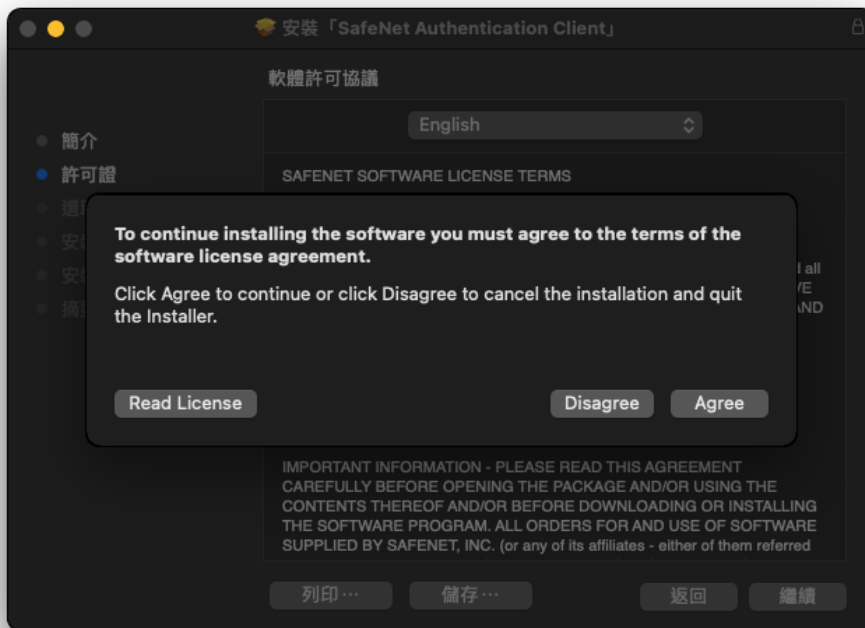 安裝「SafeNet Authentication Client」
軟體許可協議
English
簡介
許可證
SAFENET SOFTWARE LICENSE TERMS
To continue installing the software you must agree to the terms of the
software license agreement.
Click Agree to continue or click Disagree to cancel the installation and quit
the Installer.
Read License
Disagree
Agree
all
AND
IMPORTANT INFORMATION - PLEASE READ THIS AGREEMENT
CAREFULLY BEFORE OPENING THE PACKAGE AND/OR USING THE
CONTENTS THEREOF AND/OR BEFORE DOWNLOADING OR INSTALLING
THE SOFTWARE PROGRAM. ALL ORDERS FOR AND USE OF SOFTWARE
SUPPLIED BY SAFENET, INC. (or any of its affiliates - either of them referred
列印⋯
儲存⋯
返回
繼續